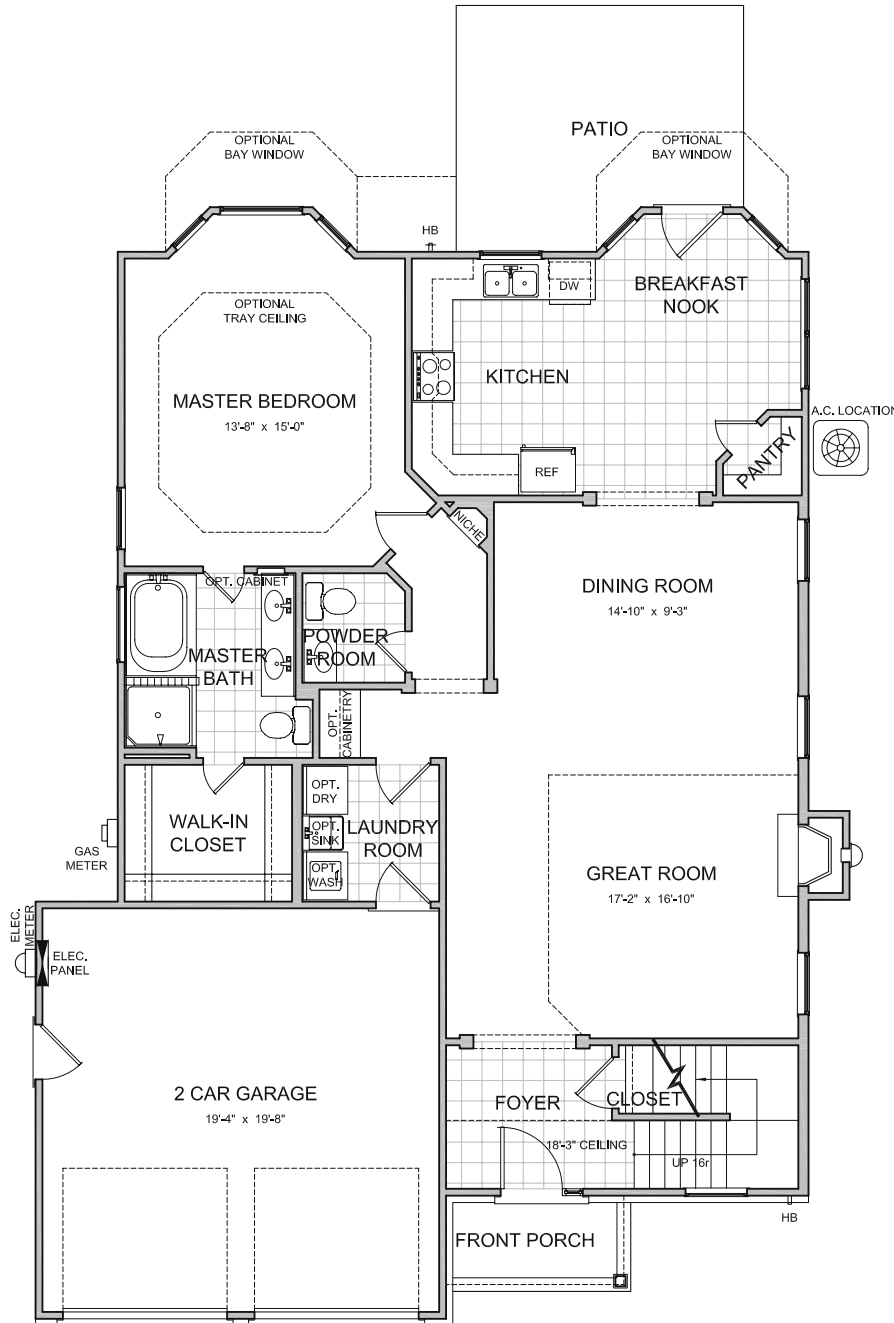 PATIO
OPTIONAL
BAY WINDOW
OPTIONAL
BAY WINDOW
HB
DW
BREAKFAST
NOOK
OPTIONAL
TRAY CEILING
KITCHEN
MASTER BEDROOM
13'-8" x 15'-0"
A.C. LOCATION
PANTRY
REF
NICHE
OPT. CABINET
DINING ROOM
14'-10" x 9'-3"
POWDER
ROOM
MASTER
BATH
OPT.
CABINETRY
OPT.
DRY
WALK-IN
CLOSET
OPT.
SINK
LAUNDRY
ROOM
GAS
METER
OPT.
WASH
GREAT ROOM
17'-2" x 16'-10"
ELEC.
METER
ELEC.
PANEL
2 CAR GARAGE
19'-4" x 19'-8"
FOYER
CLOSET
18'-3" CEILING
UP 16r
HB
FRONT PORCH